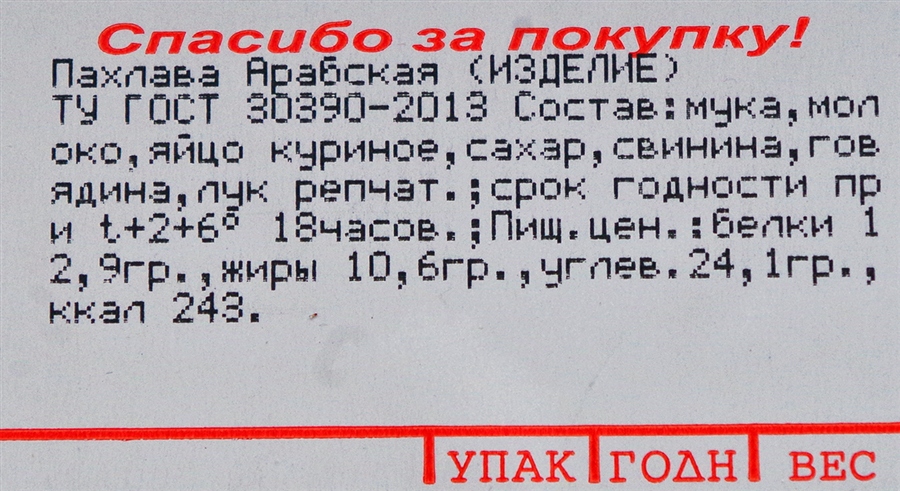 Спасибо за покупку!
Пахлава Арабская (ИЗДЕЛИЕ)
ТУ ГОСТ 30390-2013 Состав:мука,мол
око,яйцо куриное,сахар,свинина,гов
ядина,лук репчат.;срок годности пр
и t+2+6° 18часов.;Пищ.цен.:белки 1
2,9гр.,жиры 10,6гр.,углев.24,1гр.,
ккал 243.
УПАК ГОДН ВЕС